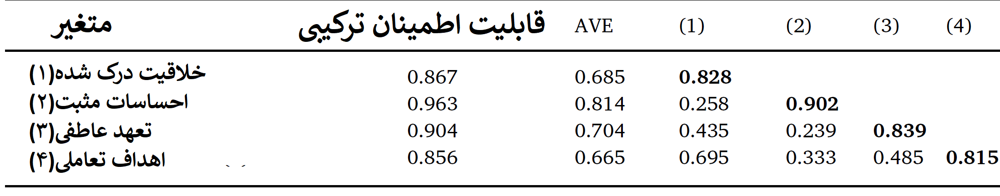 متغیر قابلیت اطمینان ترکیبی AVE (1) (2) (3) (4)
خلاقیت درک شده(۱) 0.867 0.685 0.828
احساسات مثبت(۲) 0.963 0.814 0.258 0.902
تعهد عاطفی(۳) 0.904 0.704 0.435 0.239 0.839
اهداف تعاملی(۴) 0.856 0.665 0.695 0.333 0.485 0.815